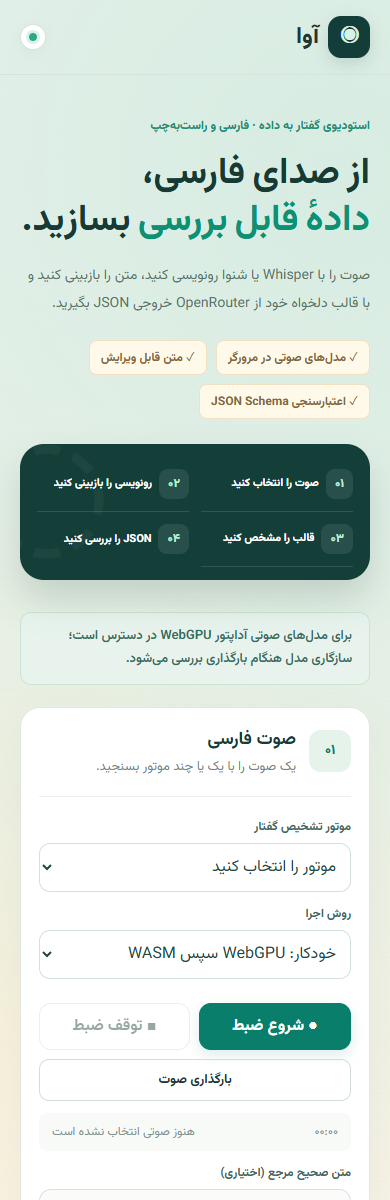 آوا
استودیوی گفتار به داده · فارسی و راست‌به‌چپ
از صدای فارسی،
دادهٔ قابل بررسی بسازید.
صوت را با Whisper یا شنوا رونویسی کنید، متن را بازبینی کنید و
با قالب دلخواه خود از OpenRouter خروجی JSON بگیرید.
✓ مدل‌های صوتی در مرورگر
✓ متن قابل ویرایش
✓ اعتبارسنجی JSON Schema
۰۱ صوت را انتخاب کنید
۰۲ رونویسی را بازبینی کنید
۰۳ قالب را مشخص کنید
۰۴ JSON را بررسی کنید
برای مدل‌های صوتی آداپتور WebGPU در دسترس است؛
سازگاری مدل هنگام بارگذاری بررسی می‌شود.
۰۱
صوت فارسی
یک صوت را با یک یا چند موتور بسنجید.
موتور تشخیص گفتار
موتور را انتخاب کنید
روش اجرا
خودکار: WebGPU سپس WASM
● شروع ضبط
■ توقف ضبط
بارگذاری صوت
۰۰:۰۰
هنوز صوتی انتخاب نشده است
متن صحیح مرجع (اختیاری)